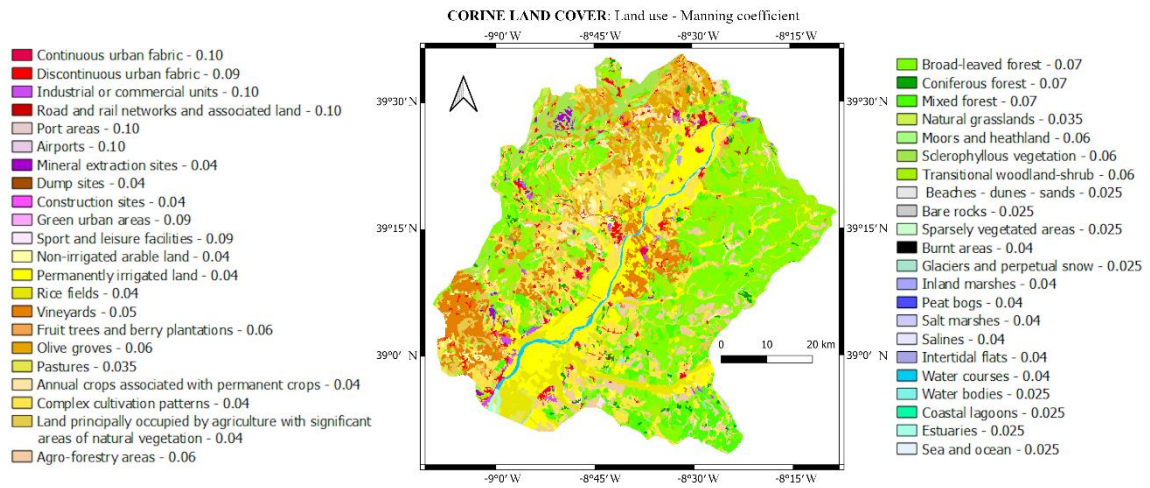 CORINE LAND COVER: Land use - Manning coefficient
Continuous urban fabric - 0.10
Discontinuous urban fabric - 0.09
Industrial or commercial units - 0.10
Road and rail networks and associated land - 0.10
Port areas - 0.10
Airports - 0.10
Mineral extraction sites - 0.04
Dump sites - 0.04
Construction sites - 0.04
Green urban areas - 0.09
Sport and leisure facilities - 0.09
Non-irrigated arable land - 0.04
Permanently irrigated land - 0.04
Rice fields - 0.04
Vineyards - 0.05
Fruit trees and berry plantations - 0.06
Olive groves - 0.06
Pastures - 0.035
Annual crops associated with permanent crops - 0.04
Complex cultivation patterns - 0.04
Land principally occupied by agriculture with significant
areas of natural vegetation - 0.04
Agro-forestry areas - 0.06
-9°0' W -8°45' W -8°30' W
39°30' N 39°30' N
39°15' N 39°15' N
39°0' N 39°0' N
0 10 20 km
-9°0' W -8°45' W -8°30' W
Broad-leaved forest - 0.07
Coniferous forest - 0.07
Mixed forest - 0.07
Natural grasslands - 0.035
Moors and heathland - 0.06
Sclerophyllous vegetation - 0.06
Transitional woodland-shrub - 0.06
Beaches - dunes - sands - 0.025
Bare rocks - 0.025
Sparsely vegetated areas - 0.025
Burnt areas - 0.04
Glaciers and perpetual snow - 0.025
Inland marshes - 0.04
Peat bogs - 0.04
Salt marshes - 0.04
Salines - 0.04
Intertidal flats - 0.04
Water courses - 0.04
Water bodies - 0.025
Coastal lagoons - 0.025
Estuaries - 0.025
Sea and ocean - 0.025